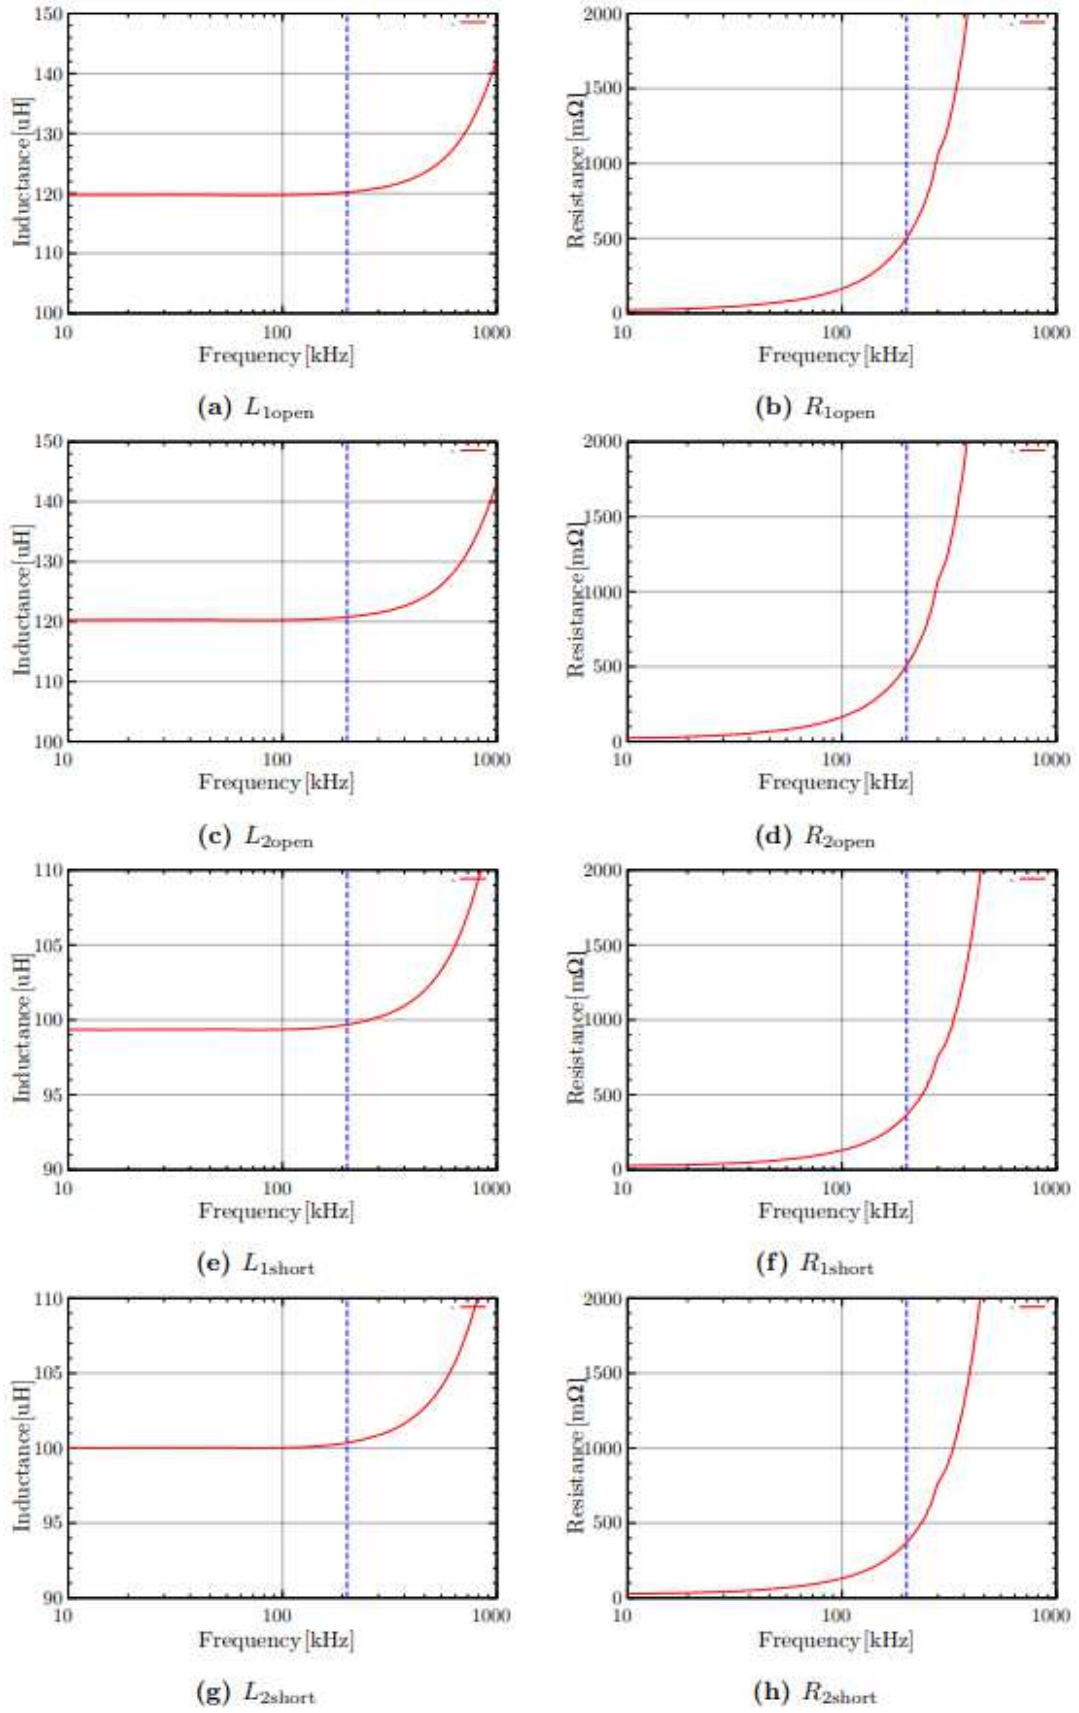 150
140
130
120
110
100
10
100
1000
Inductance [uH]
Frequency [kHz]
(a) L1open
2000
1500
1000
500
0
10
100
1000
Resistance [mΩ]
Frequency [kHz]
(b) R1open
150
140
130
120
110
100
10
100
1000
Inductance [uH]
Frequency [kHz]
(c) L2open
2000
1500
1000
500
0
10
100
1000
Resistance [mΩ]
Frequency [kHz]
(d) R2open
110
105
100
95
90
10
100
1000
Inductance [uH]
Frequency [kHz]
(e) L1short
2000
1500
1000
500
0
10
100
1000
Resistance [mΩ]
Frequency [kHz]
(f) R1short
110
105
100
95
90
10
100
1000
Inductance [uH]
Frequency [kHz]
(g) L2short
2000
1500
1000
500
0
10
100
1000
Resistance [mΩ]
Frequency [kHz]
(h) R2short